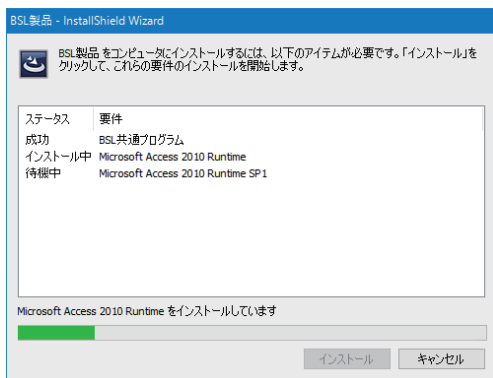 BSL製品 - InstallShield Wizard
BSL製品 をコンピュータにインストールするには、以下のアイテムが必要です。「インストール」を
クリックして、これらの要件のインストールを開始します。
ステータス 要件
成功 BSL共通プログラム
インストール中 Microsoft Access 2010 Runtime
待機中 Microsoft Access 2010 Runtime SP1
Microsoft Access 2010 Runtime をインストールしています
インストール キャンセル